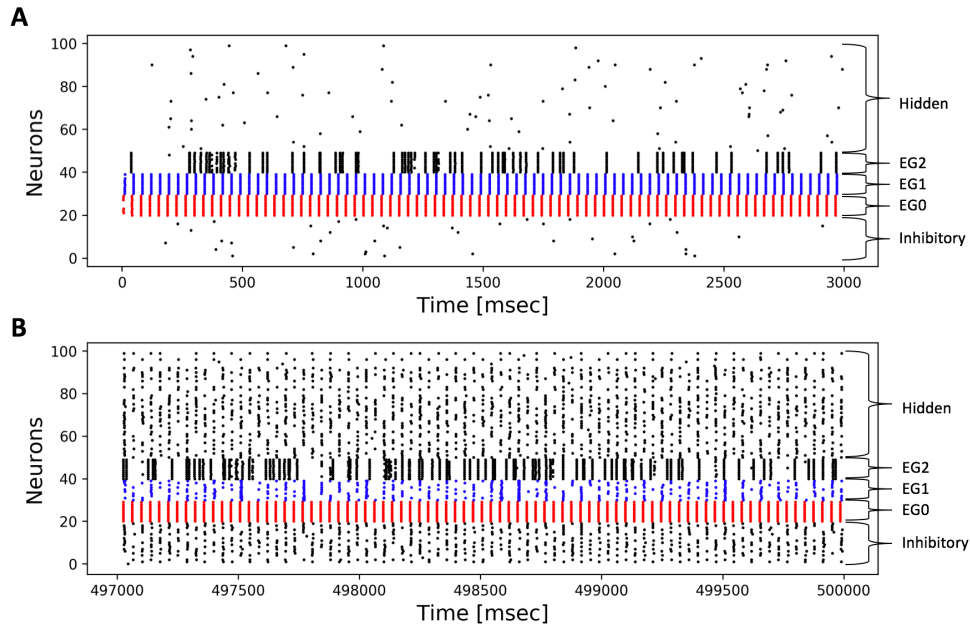 A
100
80
60
40
20
0
Neurons
Hidden
EG2
EG1
EG0
Inhibitory
0 500 1000 1500 2000 2500 3000
Time [msec]
B
100
80
60
40
20
0
Neurons
Hidden
EG2
EG1
EG0
Inhibitory
497000 497500 498000 498500 499000 499500 500000
Time [msec]